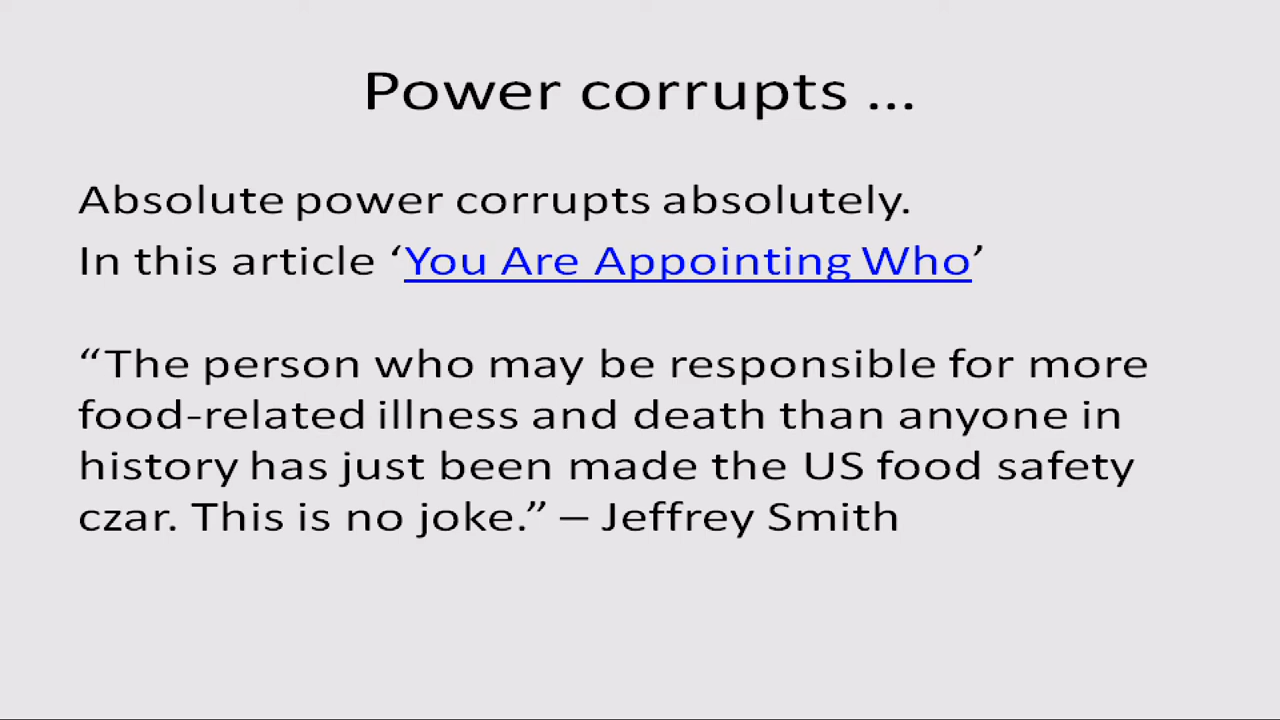 Power corrupts ...
Absolute power corrupts absolutely.
In this article ‘You Are Appointing Who’
“The person who may be responsible for more
food-related illness and death than anyone in
history has just been made the US food safety
czar. This is no joke.” – Jeffrey Smith